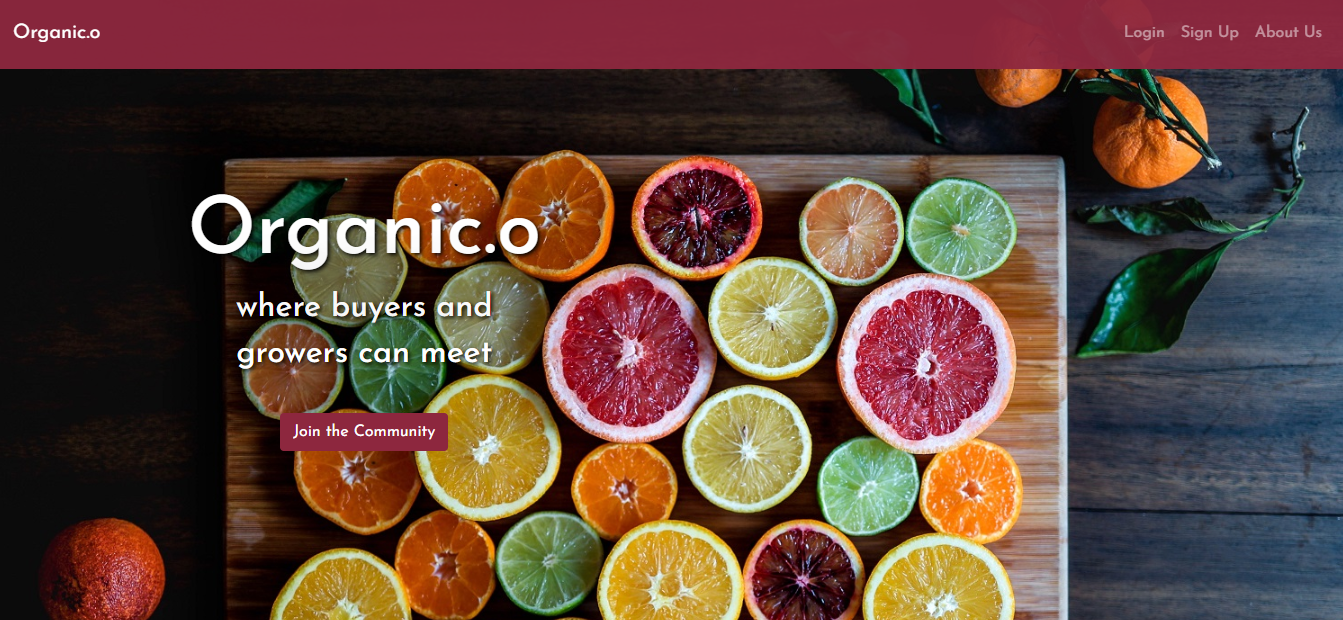 Organic.o
Login Sign Up About Us
Organic.o
where buyers and
growers can meet
Join the Community